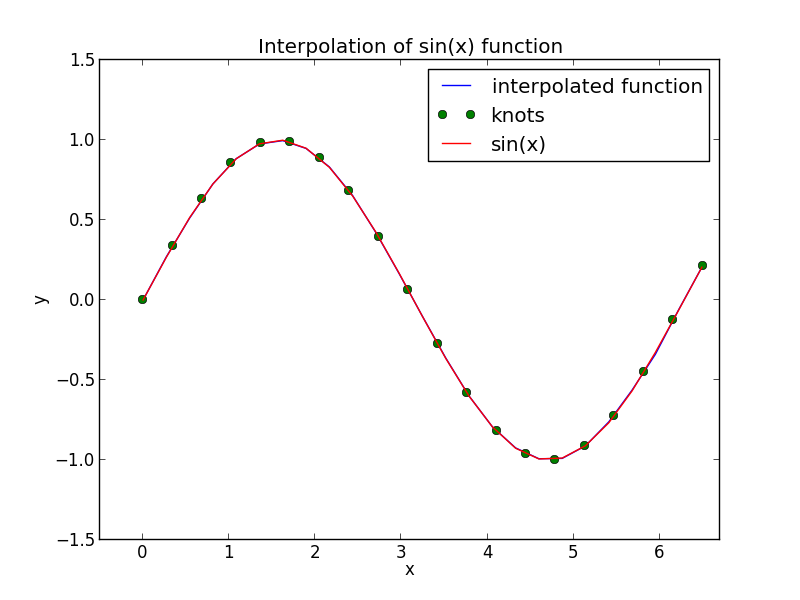 Interpolation of sin(x) function
interpolated function
knots
sin(x)
1.5
1.0
0.5
0.0
−0.5
−1.0
−1.5
y
0 1 2 3 4 5 6
x